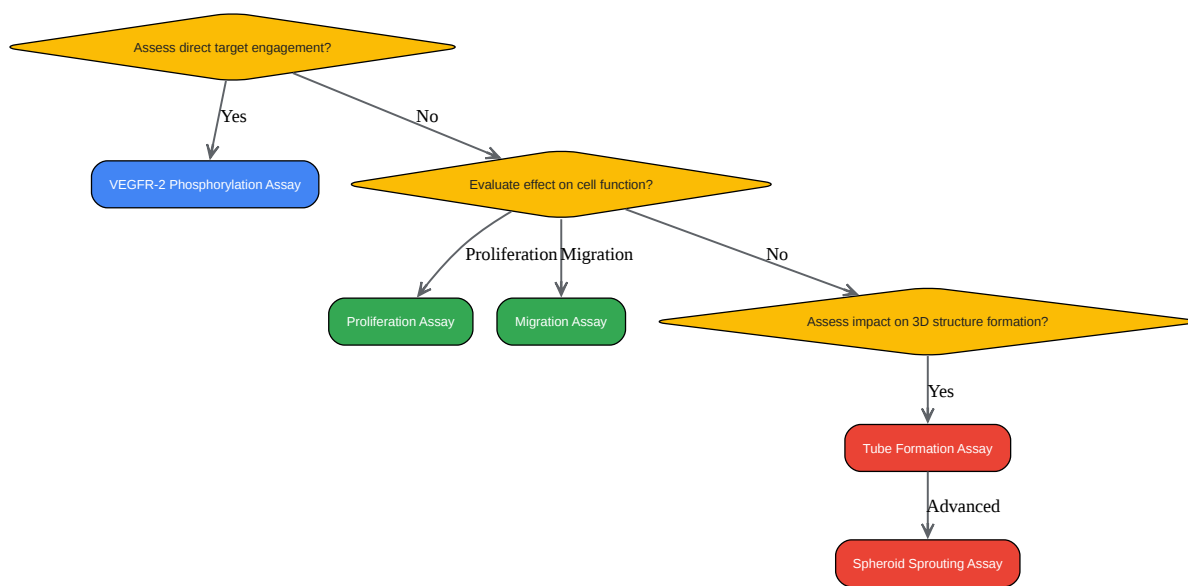 Assess direct target engagement?
Yes
No
VEGFR-2 Phosphorylation Assay
Evaluate effect on cell function?
Proliferation
Migration
No
Proliferation Assay
Migration Assay
Assess impact on 3D structure formation?
Yes
Tube Formation Assay
Advanced
Spheroid Sprouting Assay